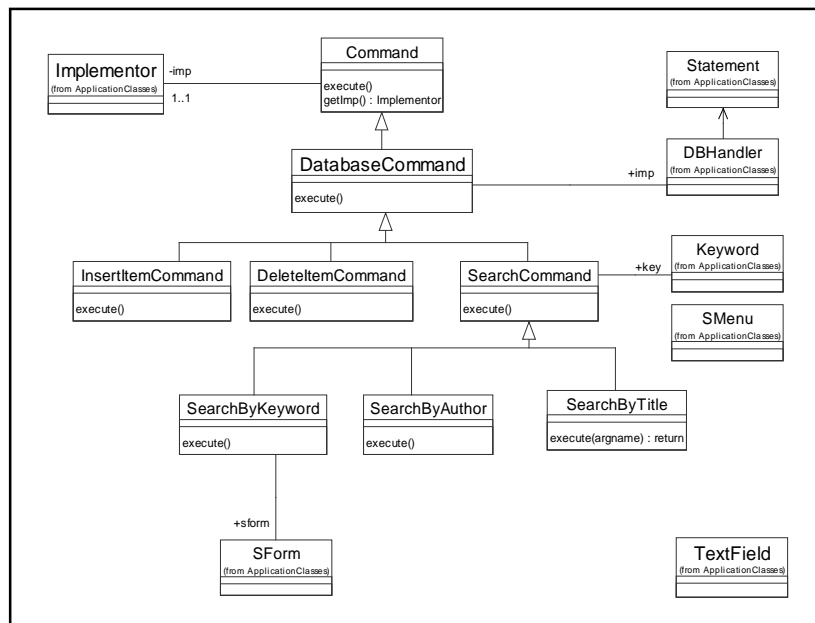 Implementor
(from ApplicationClasses)
-imp
1..1
Command
execute()
getImp() : Implementor
Statement
(from ApplicationClasses)
DatabaseCommand
execute()
+imp
DBHandler
(from ApplicationClasses)
InsertItemCommand
execute()
DeleteItemCommand
execute()
SearchCommand
execute()
+key
Keyword
(from ApplicationClasses)
SMenu
(from ApplicationClasses)
SearchByKeyword
execute()
SearchByAuthor
execute()
SearchByTitle
execute(argname) : return
+sform
SForm
(from ApplicationClasses)
TextField
(from ApplicationClasses)